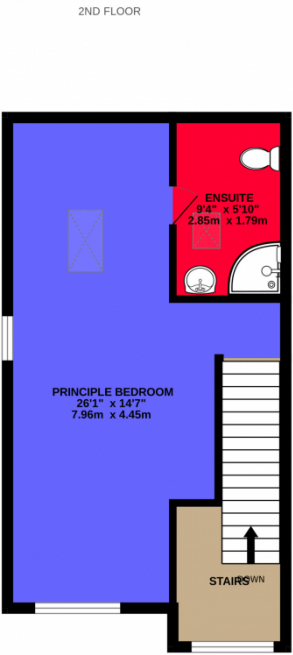 2ND FLOOR
ENSUITE
9'4" x 5'10"
2.85m x 1.79m
PRINCIPLE BEDROOM
26'1" x 14'7"
7.96m x 4.45m
STAIRS
DOWN